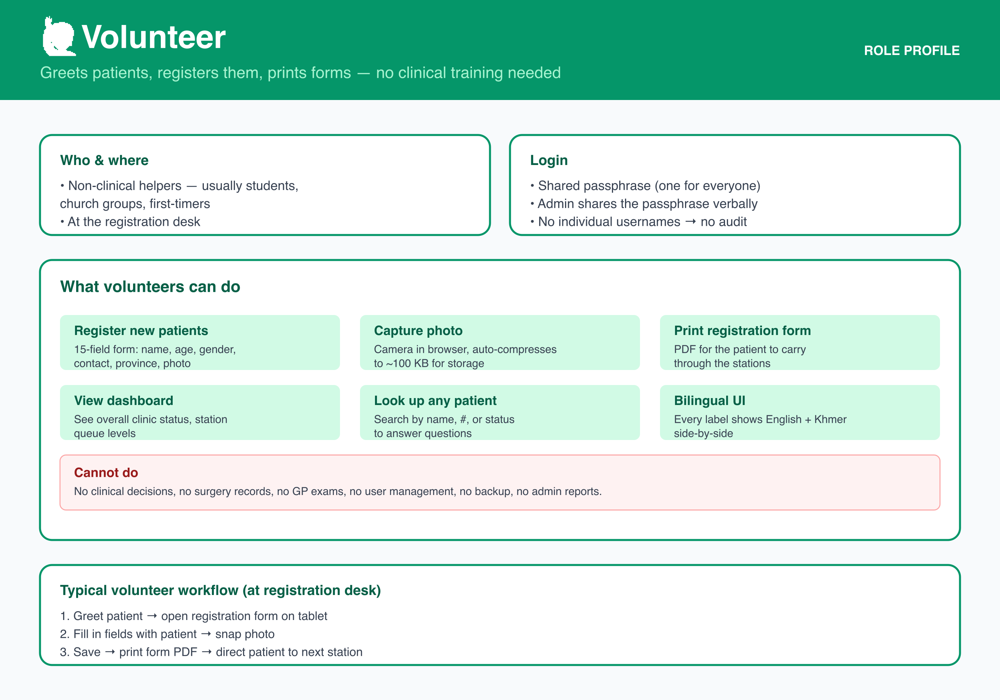 Volunteer
ROLE PROFILE
Greets patients, registers them, prints forms — no clinical training needed
Who & where
• Non-clinical helpers — usually students,
church groups, first-timers
• At the registration desk
Login
• Shared passphrase (one for everyone)
• Admin shares the passphrase verbally
• No individual usernames → no audit
What volunteers can do
Register new patients
15-field form: name, age, gender,
contact, province, photo
Capture photo
Camera in browser, auto-compresses
to ~100 KB for storage
Print registration form
PDF for the patient to carry
through the stations
View dashboard
See overall clinic status, station
queue levels
Look up any patient
Search by name, #, or status
to answer questions
Bilingual UI
Every label shows English + Khmer
side-by-side
Cannot do
No clinical decisions, no surgery records, no GP exams, no user management, no backup, no admin reports.
Typical volunteer workflow (at registration desk)
1. Greet patient → open registration form on tablet
2. Fill in fields with patient → snap photo
3. Save → print form PDF → direct patient to next station